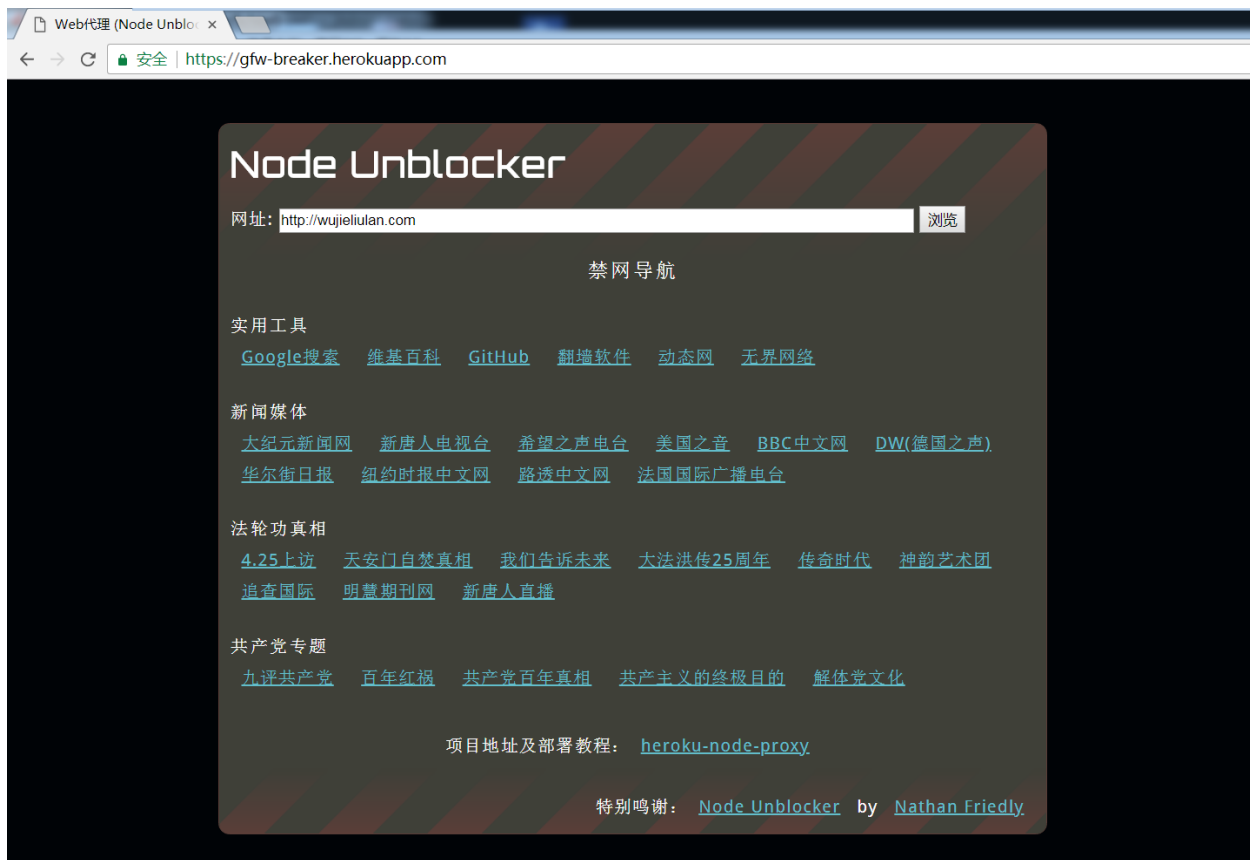 Web代理 (Node Unbloc
安全 | https://gfw-breaker.herokuapp.com
Node Unblocker
网址: http://wujieliulan.com 浏览
禁网导航
实用工具
Google搜索 维基百科 GitHub 翻墙软件 动态网 无界网络
新闻媒体
大纪元新闻网 新唐人电视台 希望之声电台 美国之音 BBC中文网 DW(德国之声)
华尔街日报 纽约时报中文网 路透中文网 法国国际广播电台
法轮功真相
4.25上访 天安门自焚真相 我们告诉未来 大法洪传25周年 传奇时代 神韵艺术团
追查国际 明慧期刊网 新唐人直播
共产党专题
九评共产党 百年红祸 共产党百年真相 共产主义的终极目的 解体党文化
项目地址及部署教程： heroku-node-proxy
特别鸣谢： Node Unblocker by Nathan Friedly